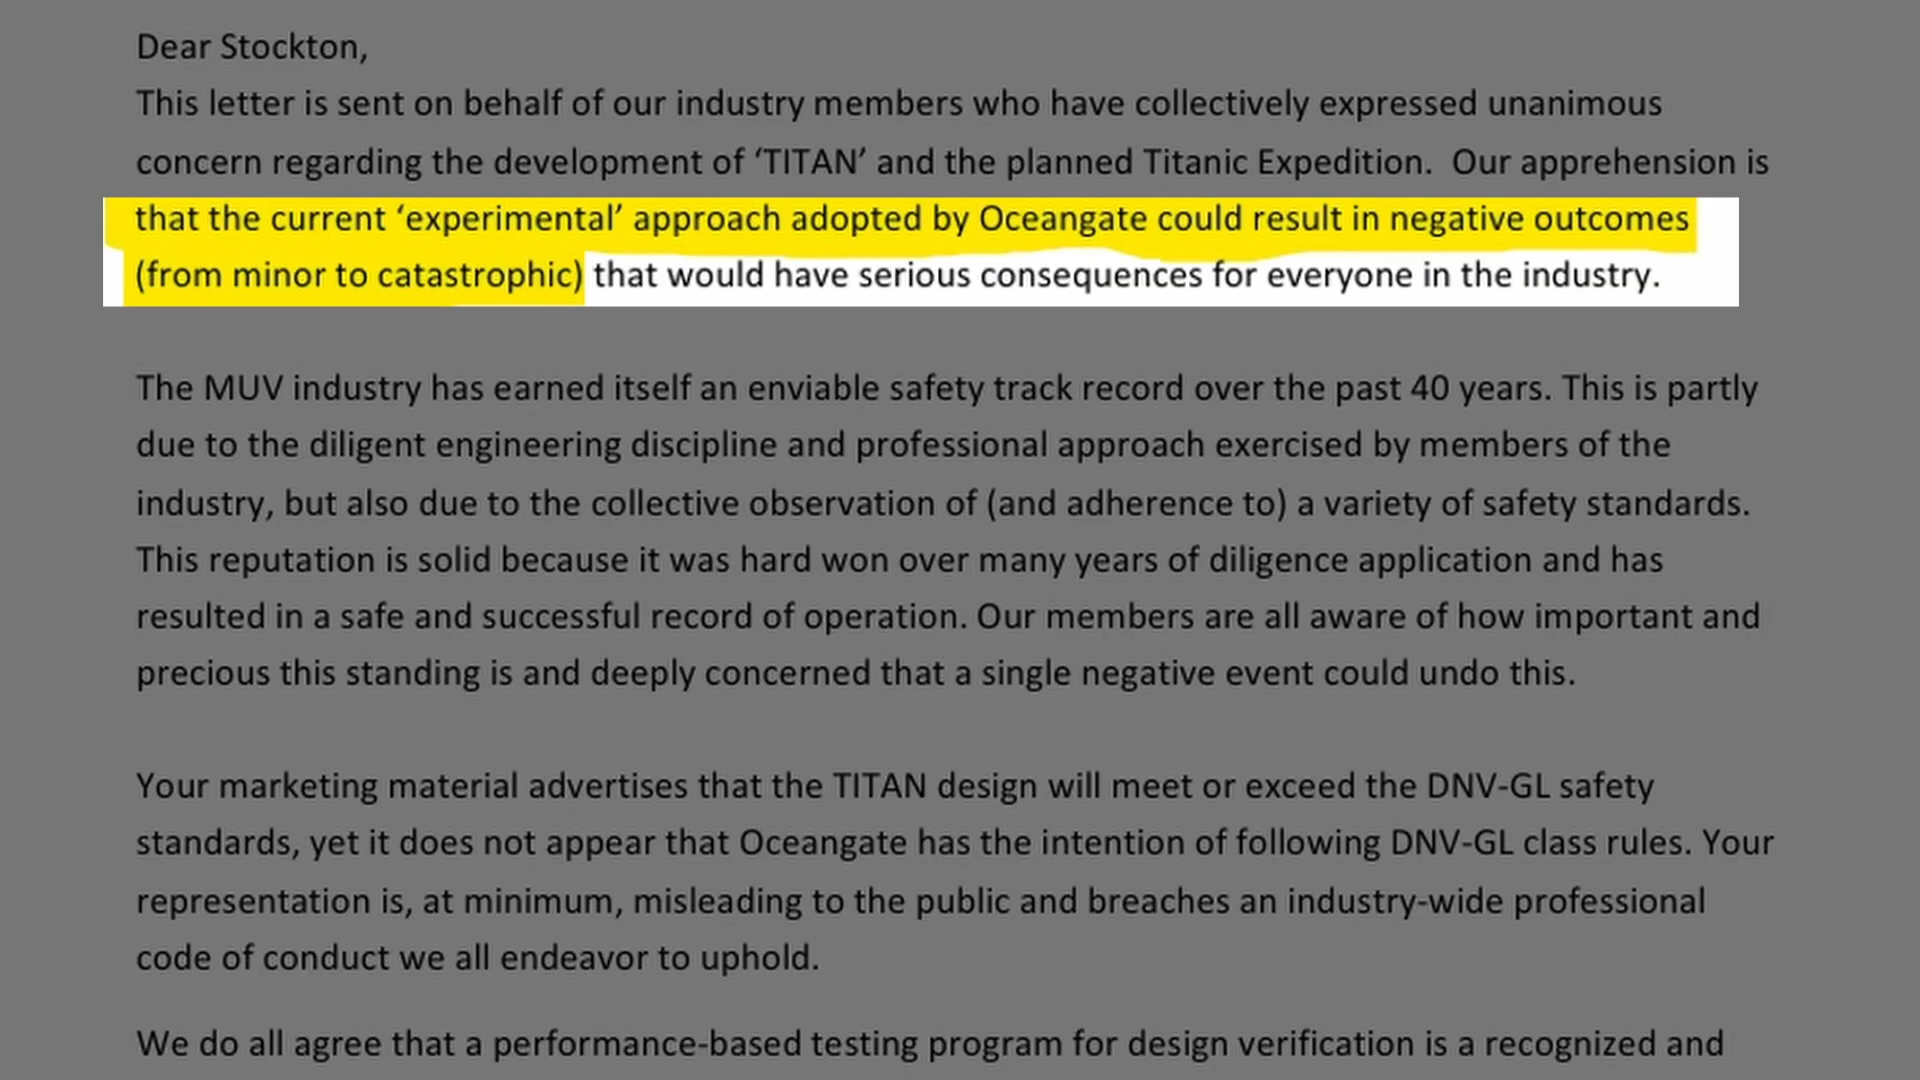 Dear Stockton,
This letter is sent on behalf of our industry members who have collectively expressed unanimous
concern regarding the development of ‘TITAN’ and the planned Titanic Expedition.  Our apprehension is
that the current ‘experimental’ approach adopted by Oceangate could result in negative outcomes
(from minor to catastrophic) that would have serious consequences for everyone in the industry.
The MUV industry has earned itself an enviable safety track record over the past 40 years. This is partly
due to the diligent engineering discipline and professional approach exercised by members of the
industry, but also due to the collective observation of (and adherence to) a variety of safety standards.
This reputation is solid because it was hard won over many years of diligence application and has
resulted in a safe and successful record of operation. Our members are all aware of how important and
precious this standing is and deeply concerned that a single negative event could undo this.
Your marketing material advertises that the TITAN design will meet or exceed the DNV-GL safety
standards, yet it does not appear that Oceangate has the intention of following DNV-GL class rules. Your
representation is, at minimum, misleading to the public and breaches an industry-wide professional
code of conduct we all endeavor to uphold.
We do all agree that a performance-based testing program for design verification is a recognized and